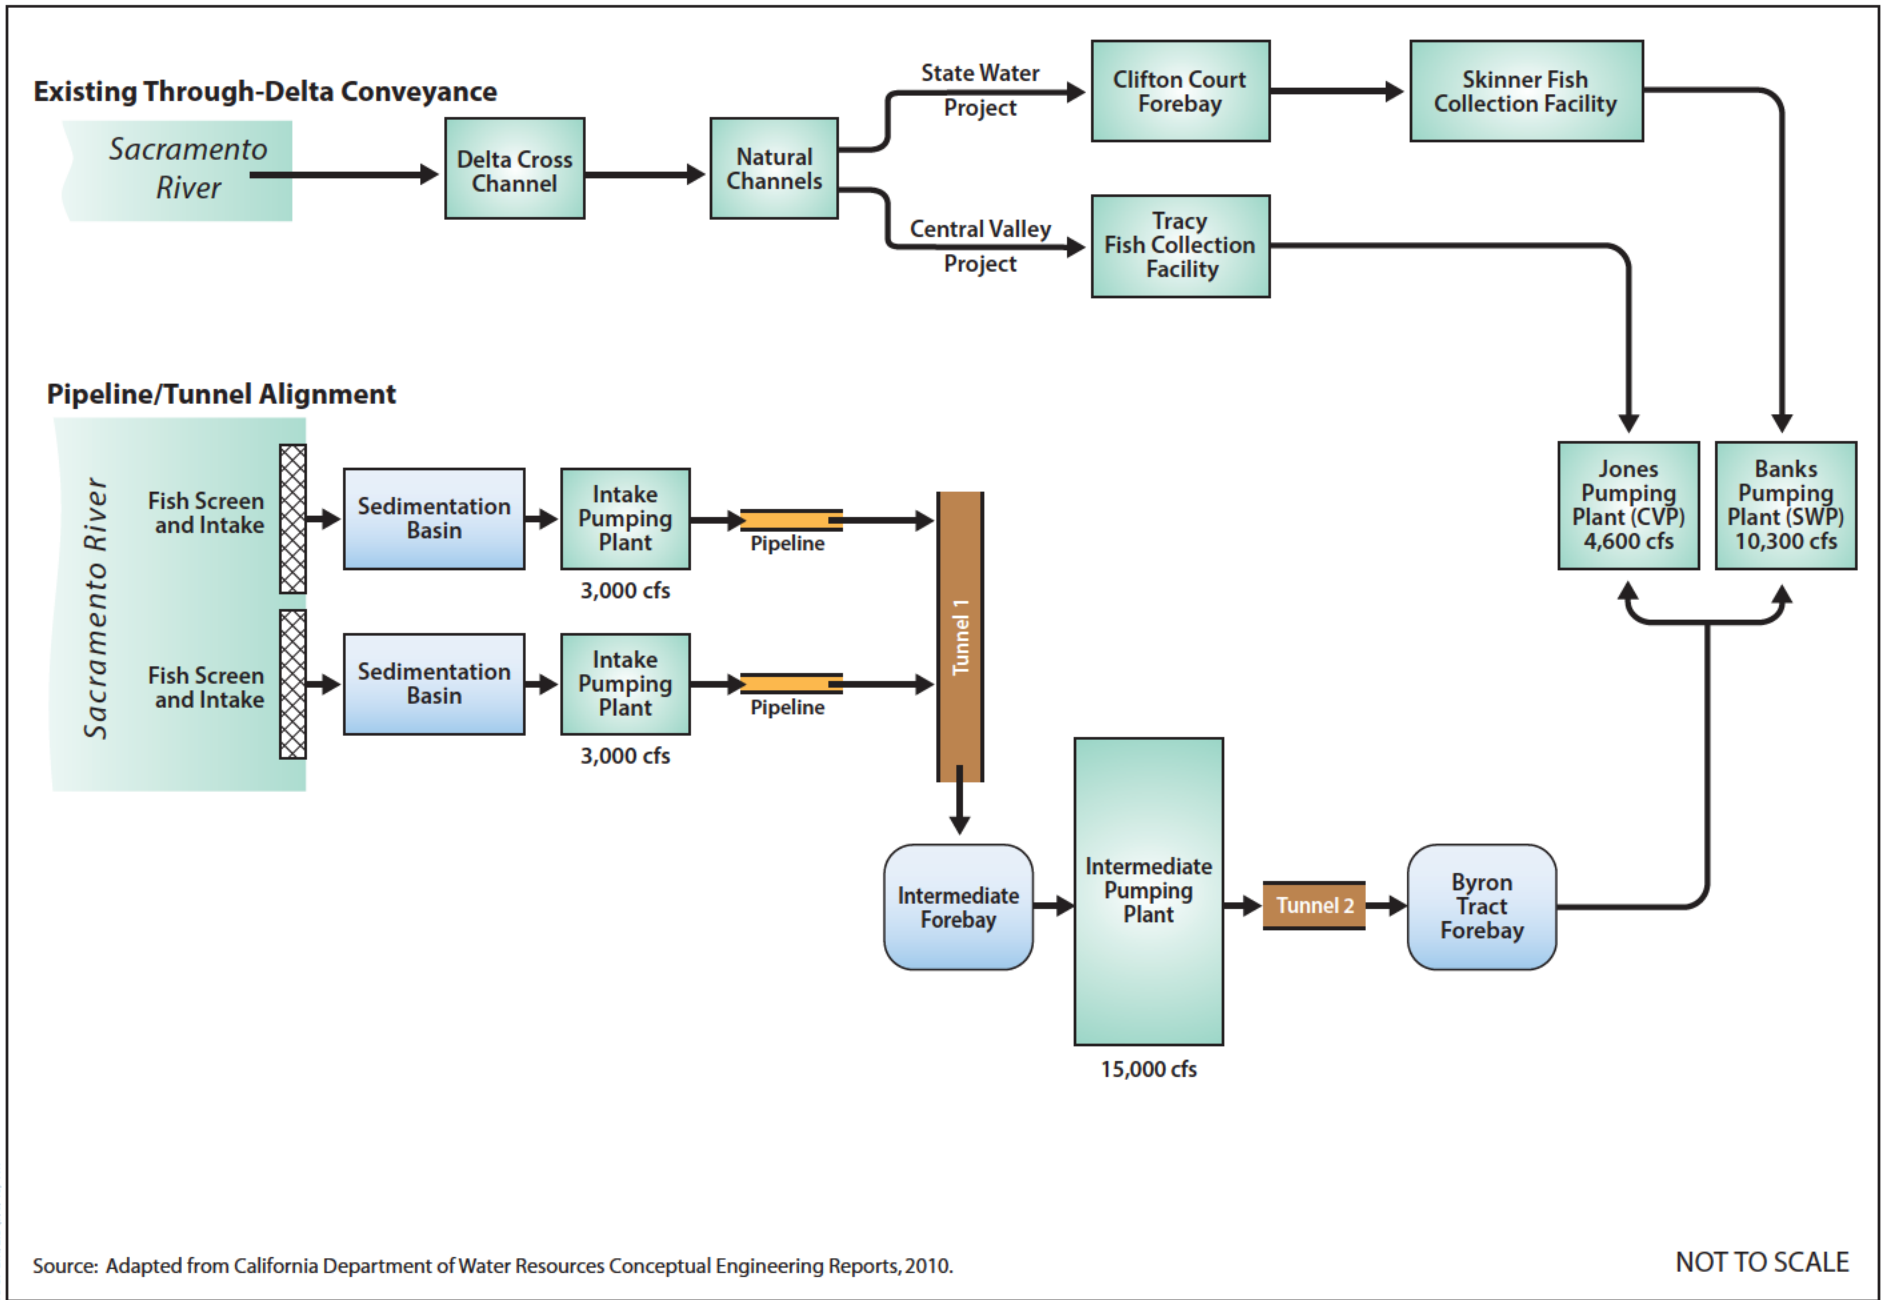 Existing Through-Delta Conveyance
Sacramento
River
Delta Cross
Channel
Natural
Channels
State Water
Project
Clifton Court
Forebay
Skinner Fish
Collection Facility
Central Valley
Project
Tracy
Fish Collection
Facility
Pipeline/Tunnel Alignment
Sacramento River
Fish Screen
and Intake
Sedimentation
Basin
Intake
Pumping
Plant
3,000 cfs
Pipeline
Fish Screen
and Intake
Sedimentation
Basin
Intake
Pumping
Plant
3,000 cfs
Pipeline
Tunnel 1
Jones
Pumping
Plant (CVP)
4,600 cfs
Banks
Pumping
Plant (SWP)
10,300 cfs
Intermediate
Forebay
Intermediate
Pumping
Plant
15,000 cfs
Tunnel 2
Byron
Tract
Forebay
Source: Adapted from California Department of Water Resources Conceptual Engineering Reports, 2010.
NOT TO SCALE